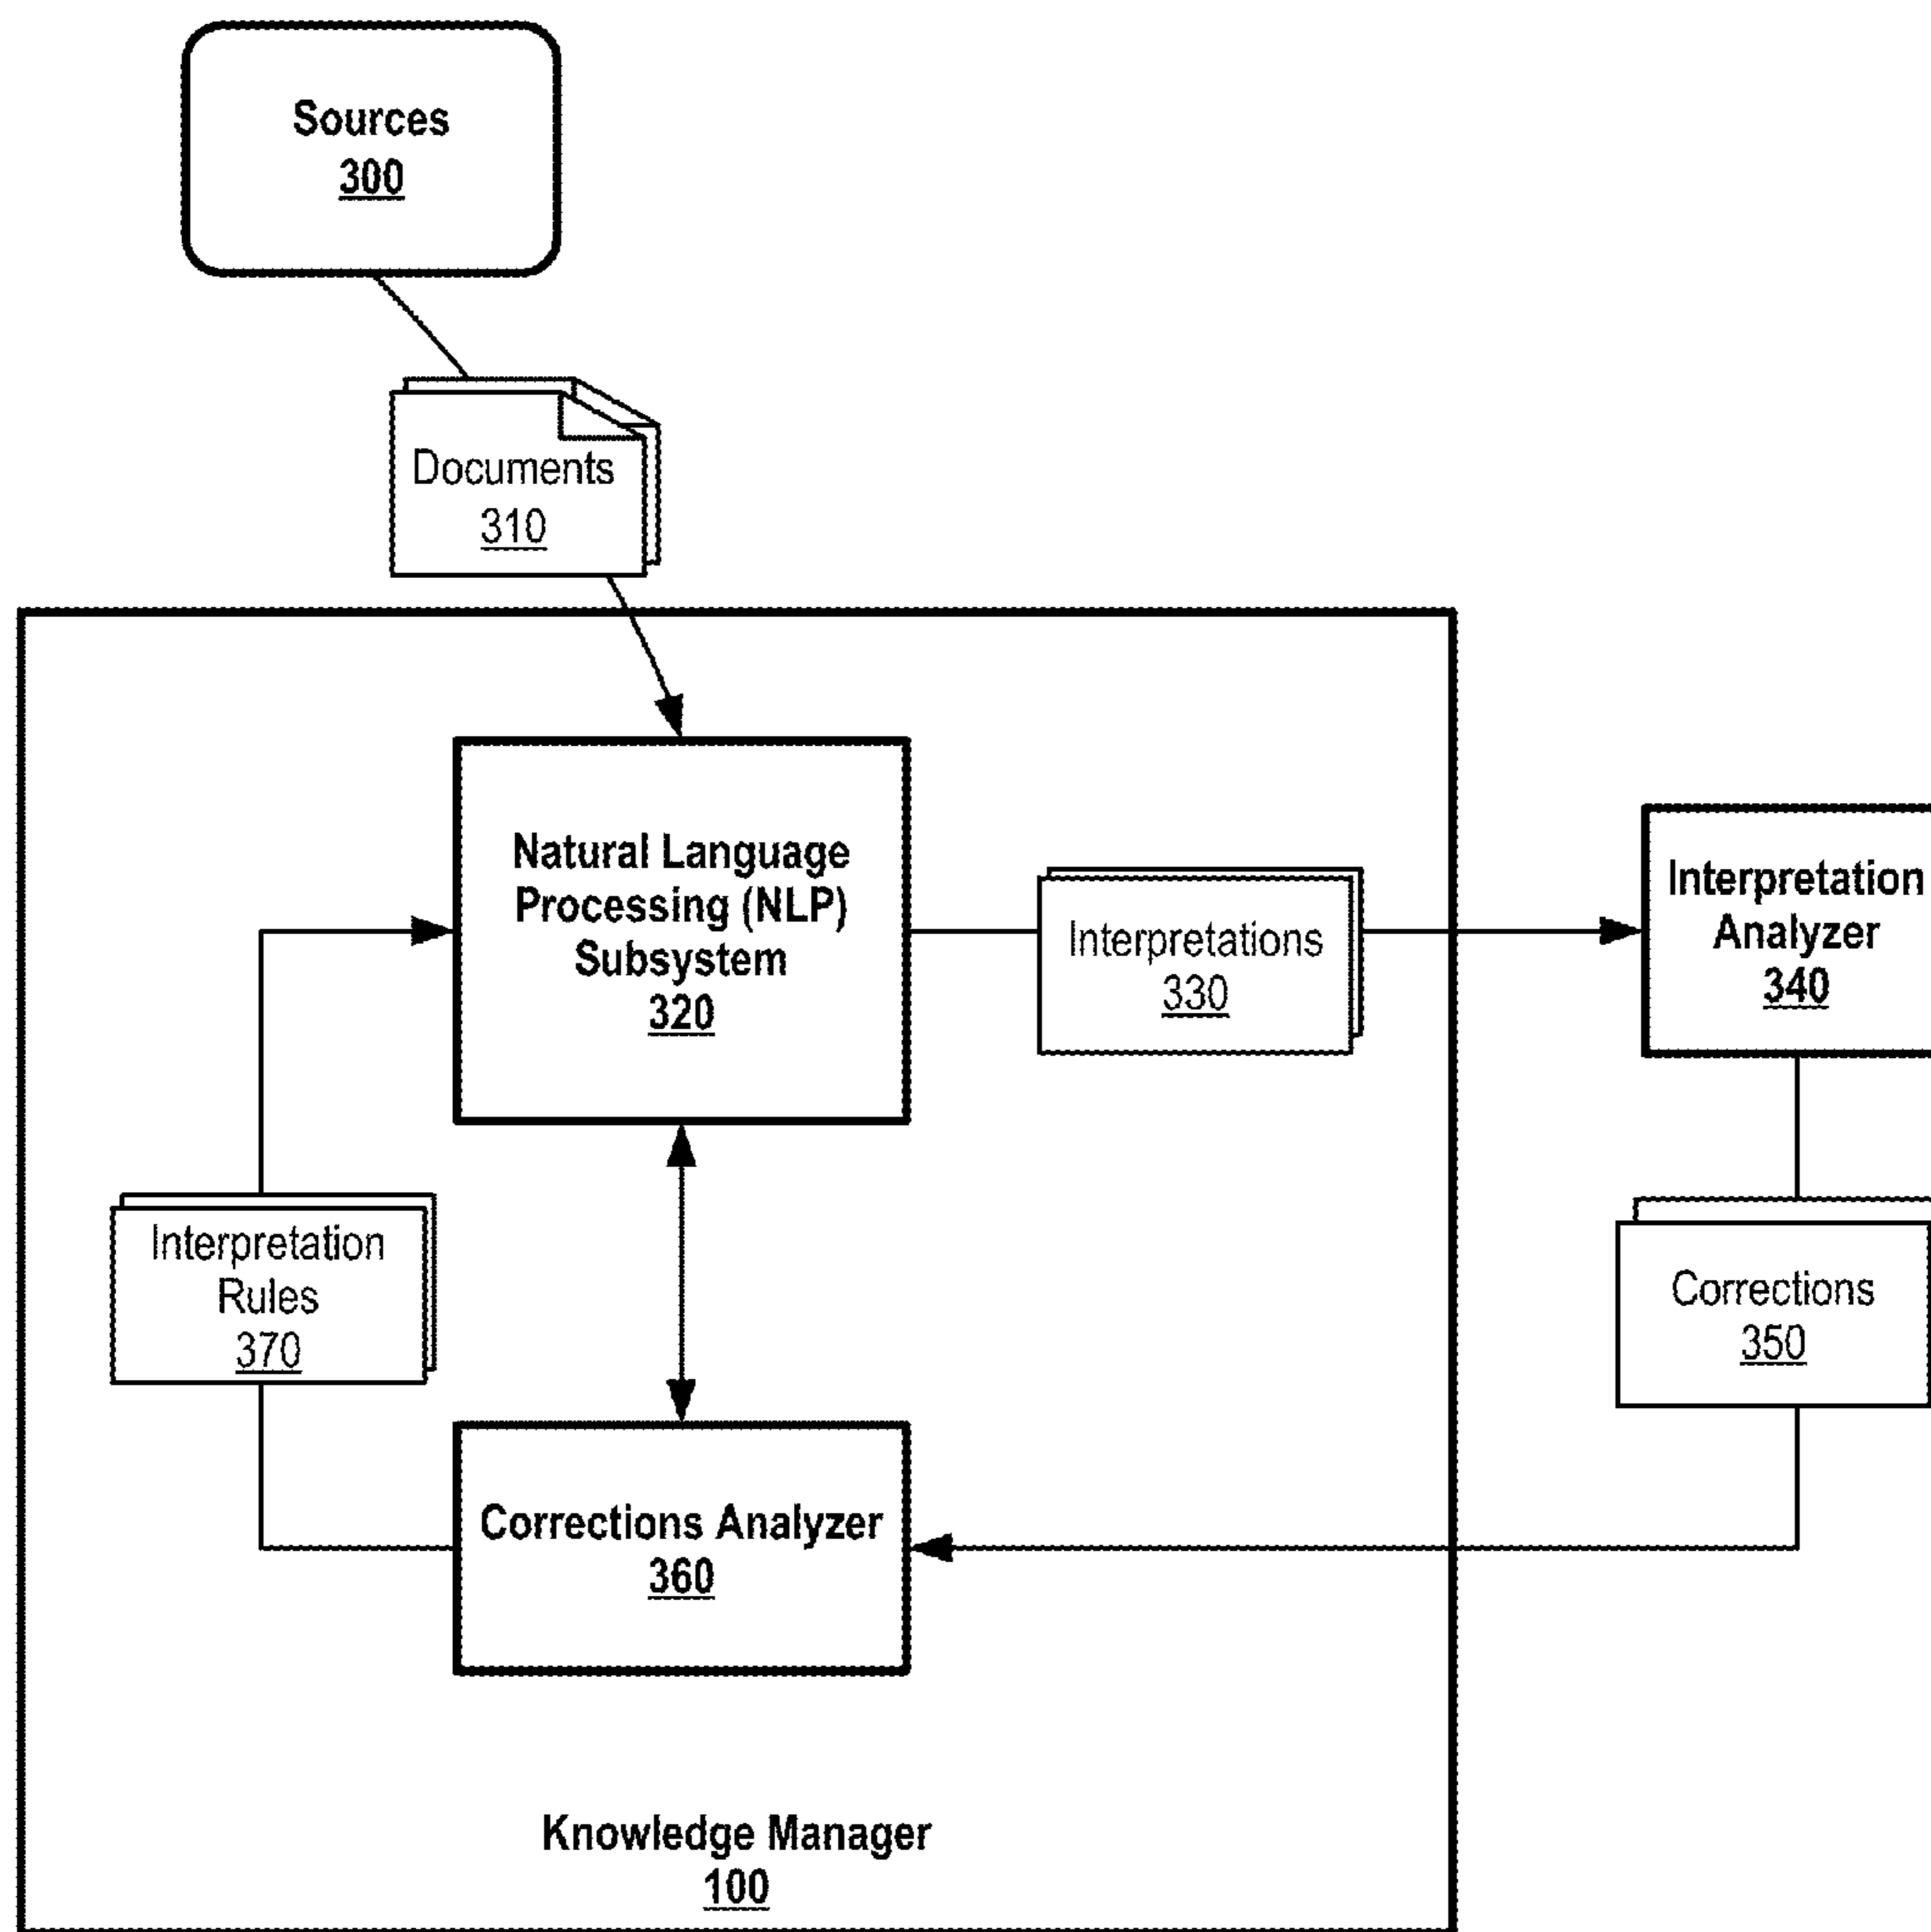 Sources
300
Documents
310
Natural Language
Processing (NLP)
Subsystem
320
Interpretations
330
Interpretation
Analyzer
340
Interpretation
Rules
370
Corrections
350
Corrections Analyzer
360
Knowledge Manager
100